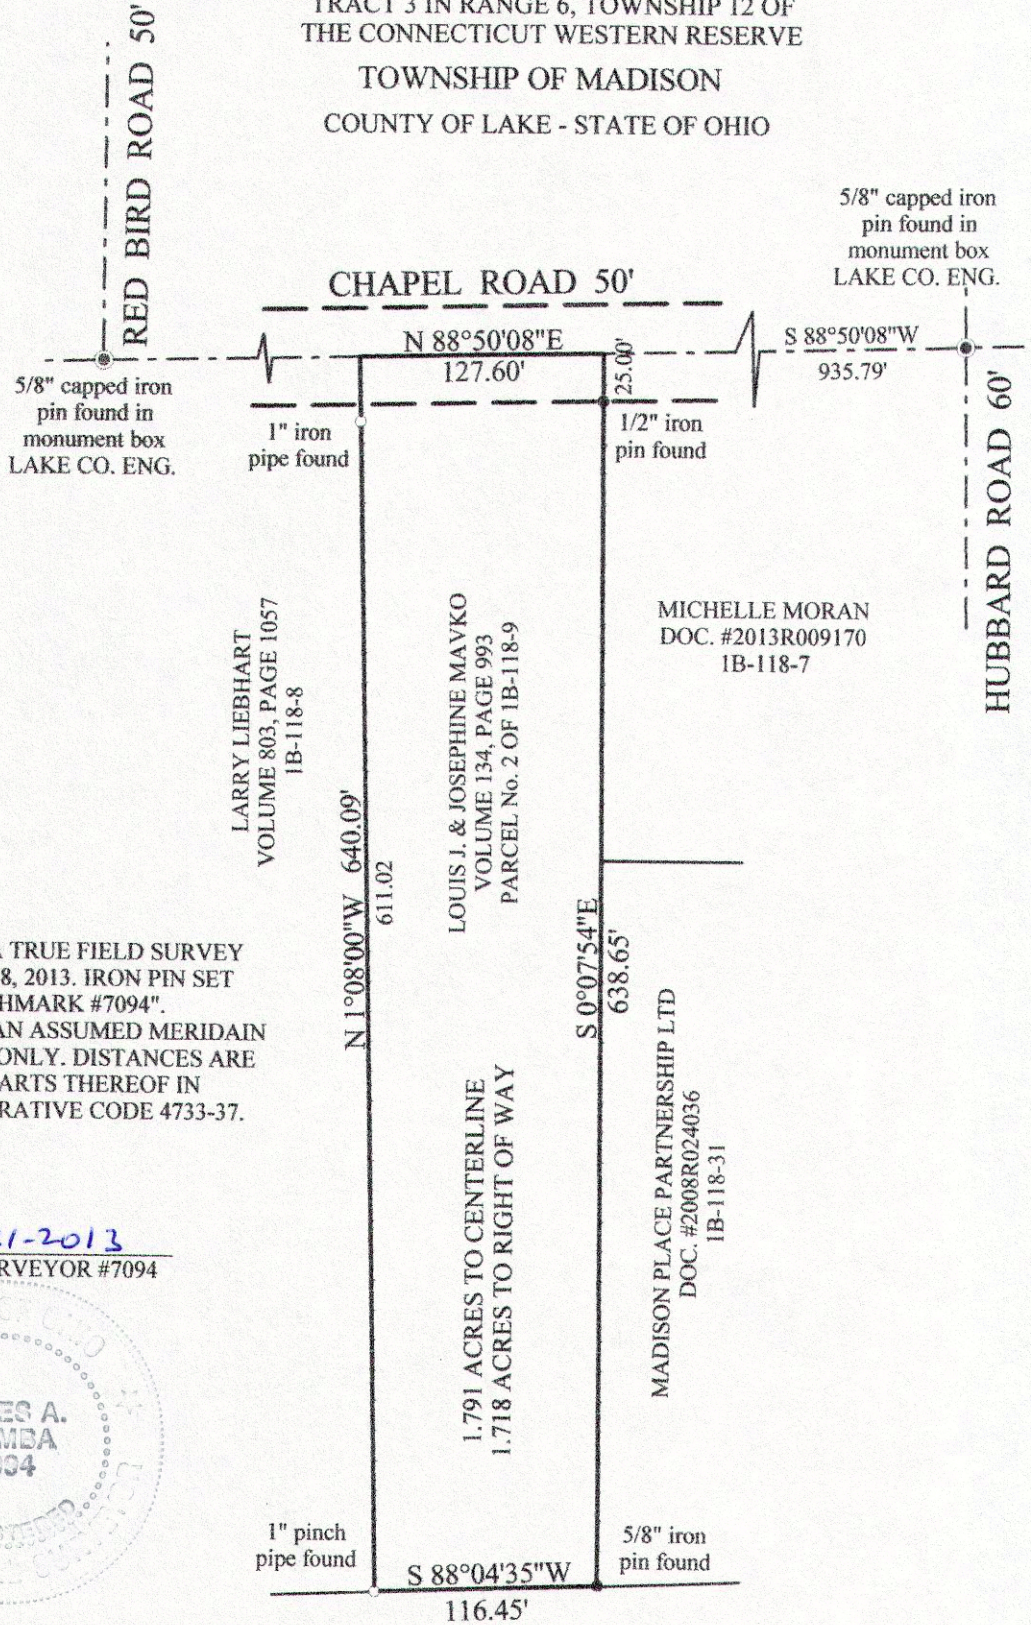 TRACT 3 IN RANGE 6, TOWNSHIP 12 OF
THE CONNECTICUT WESTERN RESERVE
TOWNSHIP OF MADISON
COUNTY OF LAKE - STATE OF OHIO
RED BIRD ROAD 50'
5/8" capped iron
pin found in
monument box
LAKE CO. ENG.
CHAPEL ROAD 50'
N 88°50'08"E
127.60'
25.00'
S 88°50'08"W
935.79'
5/8" capped iron
pin found in
monument box
LAKE CO. ENG.
1" iron
pipe found
1/2" iron
pin found
HUBBARD ROAD 60'
LARRY LIEBHART
VOLUME 803, PAGE 1057
1B-118-8
LOUIS J. & JOSEPHINE MAVKO
VOLUME 134, PAGE 993
PARCEL No. 2 OF 1B-118-9
MICHELLE MORAN
DOC. #2013R009170
1B-118-7
N 1°08'00"W 640.09'
611.02
S 0°07'54"E
638.65'
TRUE FIELD SURVEY
8, 2013. IRON PIN SET
HMARK #7094".
AN ASSUMED MERIDAIN
ONLY. DISTANCES ARE
ARTS THEREOF IN
RATIVE CODE 4733-37.
1.791 ACRES TO CENTERLINE
1.718 ACRES TO RIGHT OF WAY
MADISON PLACE PARTNERSHIP LTD
DOC. #2008R024036
1B-118-31
1-2013
RVEYOR #7094
ES A.
MBA
94
1" pinch
pipe found
5/8" iron
pin found
S 88°04'35"W
116.45'